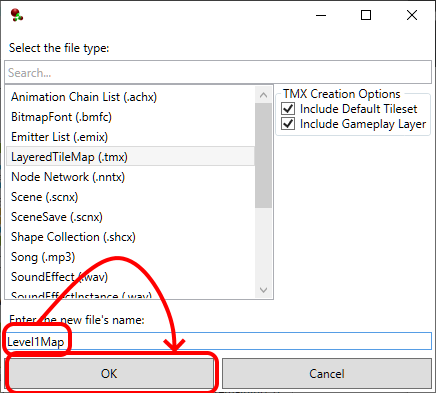 Select the file type:
Search...
Animation Chain List (.achx)
BitmapFont (.bmfc)
Emitter List (.emix)
LayeredTileMap (.tmx)
Node Network (.nntx)
Scene (.scnx)
SceneSave (.scnx)
Shape Collection (.shcx)
Song (.mp3)
SoundEffect (.wav)
SoundEffectInstance (.wav)
TMX Creation Options
Include Default Tileset
Include Gameplay Layer
Enter the new file's name:
Level1Map
OK
Cancel